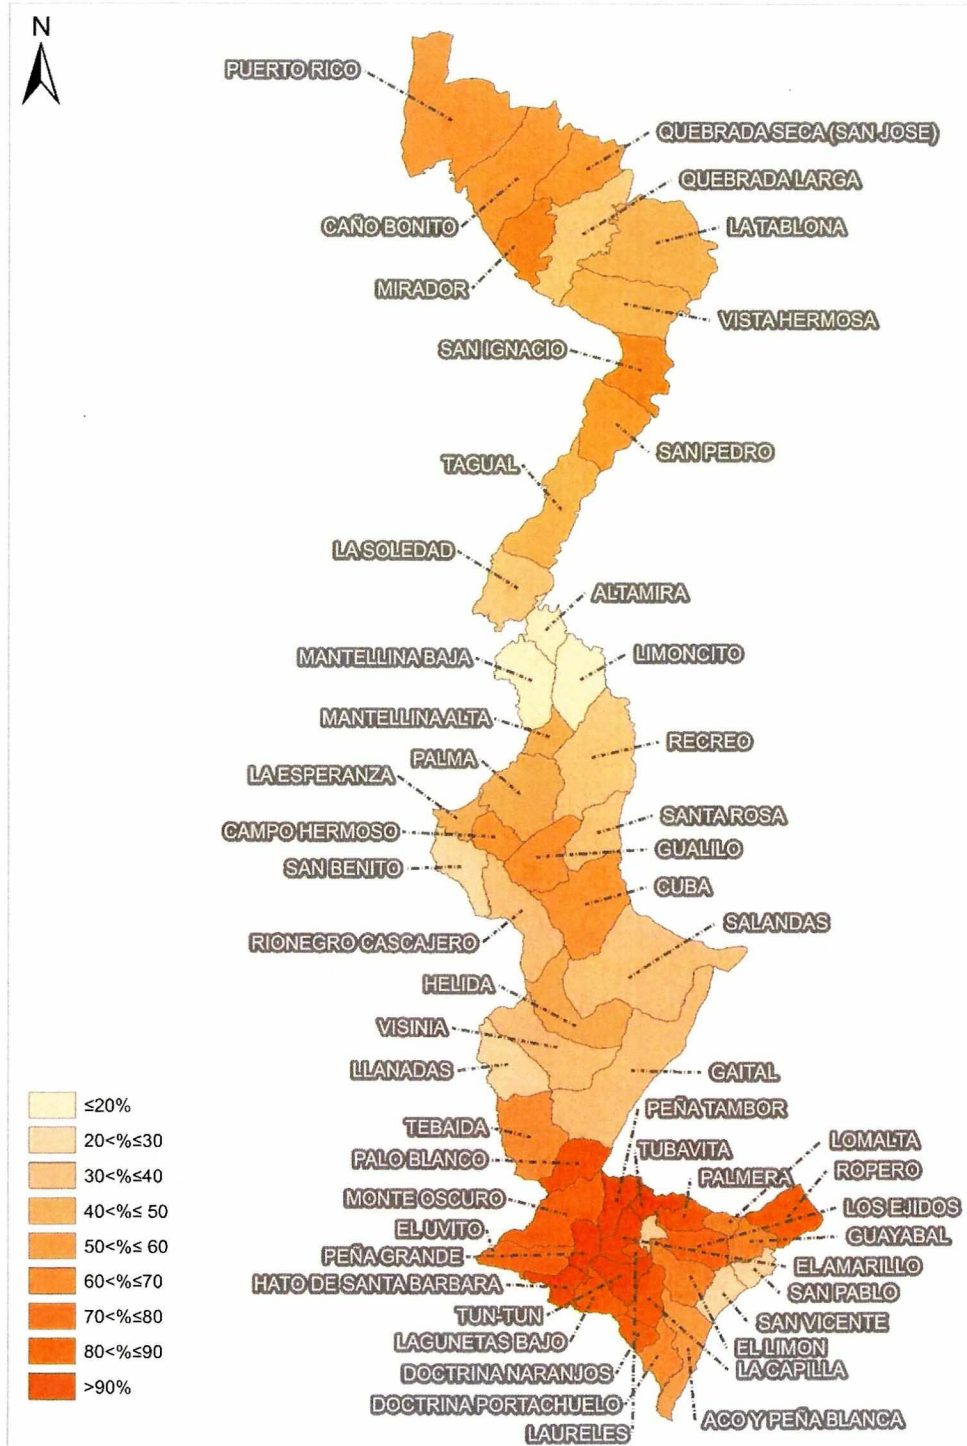 N
PUERTO RICO
QUEBRADA SECA (SAN JOSE)
QUEBRADA LARGA
CAÑO BONITO
LA TABLONA
MIRADOR
VISTA HERMOSA
SAN IGNACIO
SAN PEDRO
TAGUAL
LA SOLEDAD
ALTAMIRA
MANTELLINA BAJA
LIMONCITO
MANTELLINA ALTA
RECREO
PALMA
LA ESPERANZA
SANTA ROSA
CAMPO HERMOSO
GUALILO
SAN BENITO
CUBA
SALANDAS
RIONEGRO CASCAJERO
HELIDA
VISINIA
LLANADAS
GAITAL
PEÑA TAMBOR
TEBAIDA
TUBAVITA
LOMALTA
PALO BLANCO
PALMERA
ROPERO
MONTE OSCURO
LOS EJIDOS
EL UVITO
GUAYABAL
PEÑA GRANDE
EL AMARILLO
HATO DE SANTA BARBARA
SAN PABLO
TUN-TUN
SAN VICENTE
LAGUNETAS BAJO
EL LIMON
DOCTRINA NARANJOS
LA CAPILLA
DOCTRINA PORTACHUELO
ACO Y PEÑA BLANCA
LAURELES
≤20%
20<%≤30
30<%≤40
40<%≤ 50
50<%≤ 60
60<%≤70
70<%≤80
80<%≤90
>90%